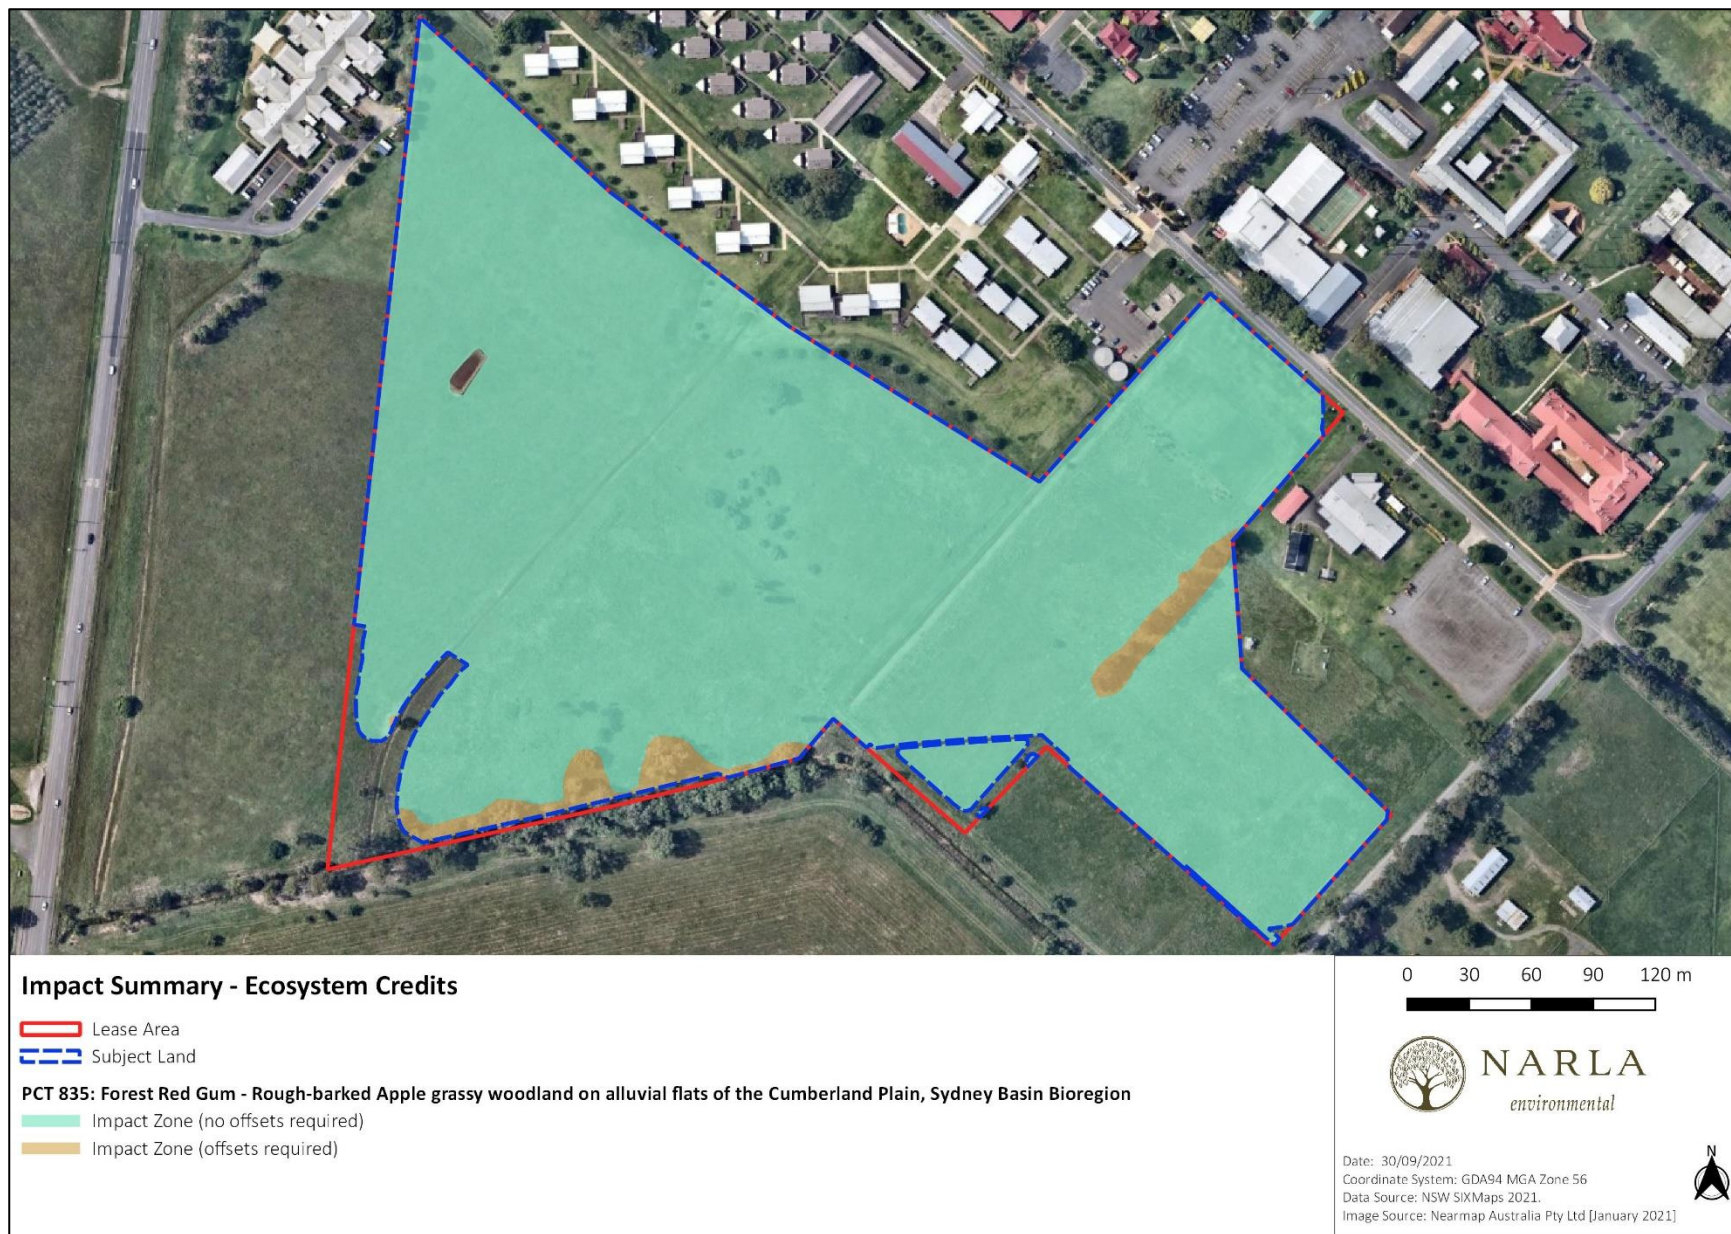 Impact Summary - Ecosystem Credits
Lease Area
Subject Land
PCT 835: Forest Red Gum - Rough-barked Apple grassy woodland on alluvial flats of the Cumberland Plain, Sydney Basin Bioregion
Impact Zone (no offsets required)
Impact Zone (offsets required)
0 30 60 90 120 m
NARLA
environmental
Date: 30/09/2021
Coordinate System: GDA94 MGA Zone 56
Data Source: NSW SIXMaps 2021.
Image Source: Nearmap Australia Pty Ltd [January 2021]
N